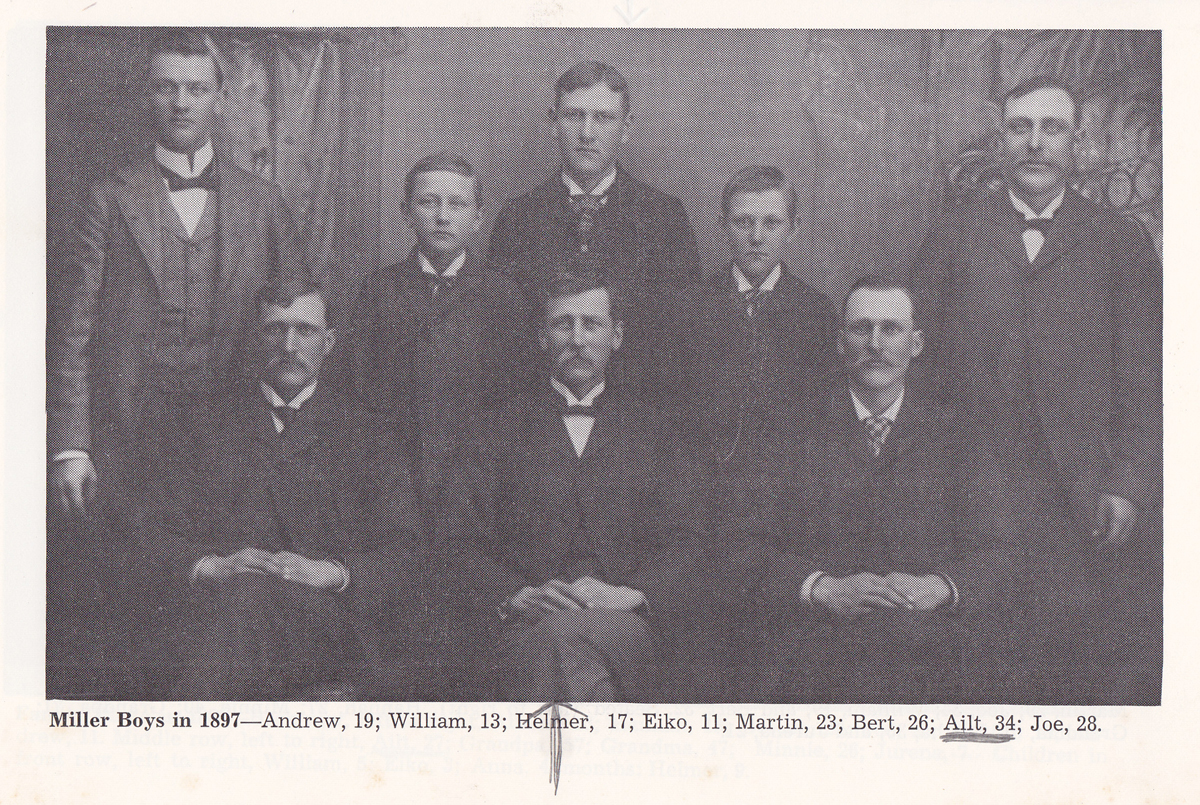 Miller Boys in 1897—Andrew, 19; William, 13; Helmer, 17; Eiko, 11; Martin, 23; Bert, 26; Ailt, 34; Joe, 28.